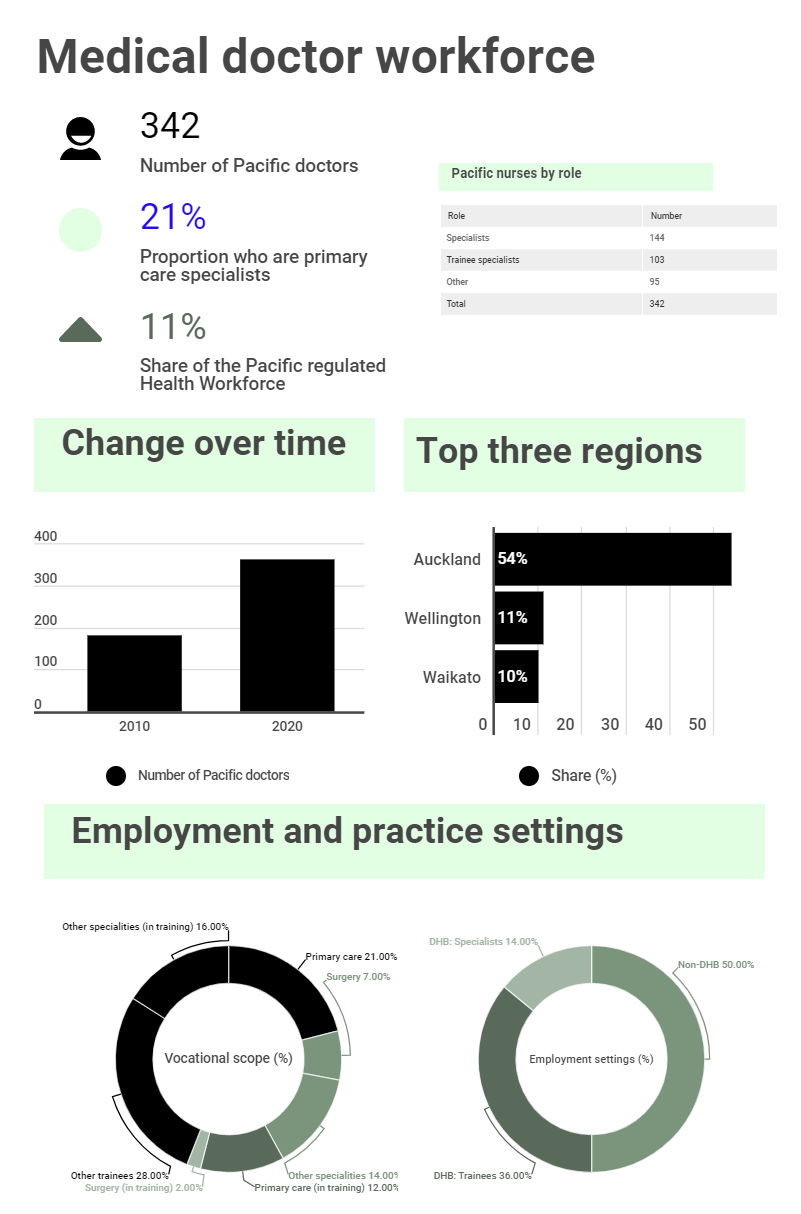 Medical doctor workforce
342
Number of Pacific doctors
21%
Proportion who are primary
care specialists
11%
Share of the Pacific regulated
Health Workforce
Pacific nurses by role
Role Number
Specialists 144
Trainee specialists 103
Other 95
Total 342
Change over time
400
300
200
100
0
2010 2020
Number of Pacific doctors
Top three regions
Auckland 54%
Wellington 11%
Waikato 10%
0 10 20 30 40 50
Share (%)
Employment and practice settings
Other specialities (in training) 16.00%
Primary care 21.00%
Surgery 7.00%
Vocational scope (%)
Other trainees 28.00%
Surgery (in training) 2.00%
Other specialities 14.00%
Primary care (in training) 12.00%
DHB: Specialists 14.00%
Non-DHB 50.00%
Employment settings (%)
DHB: Trainees 36.00%